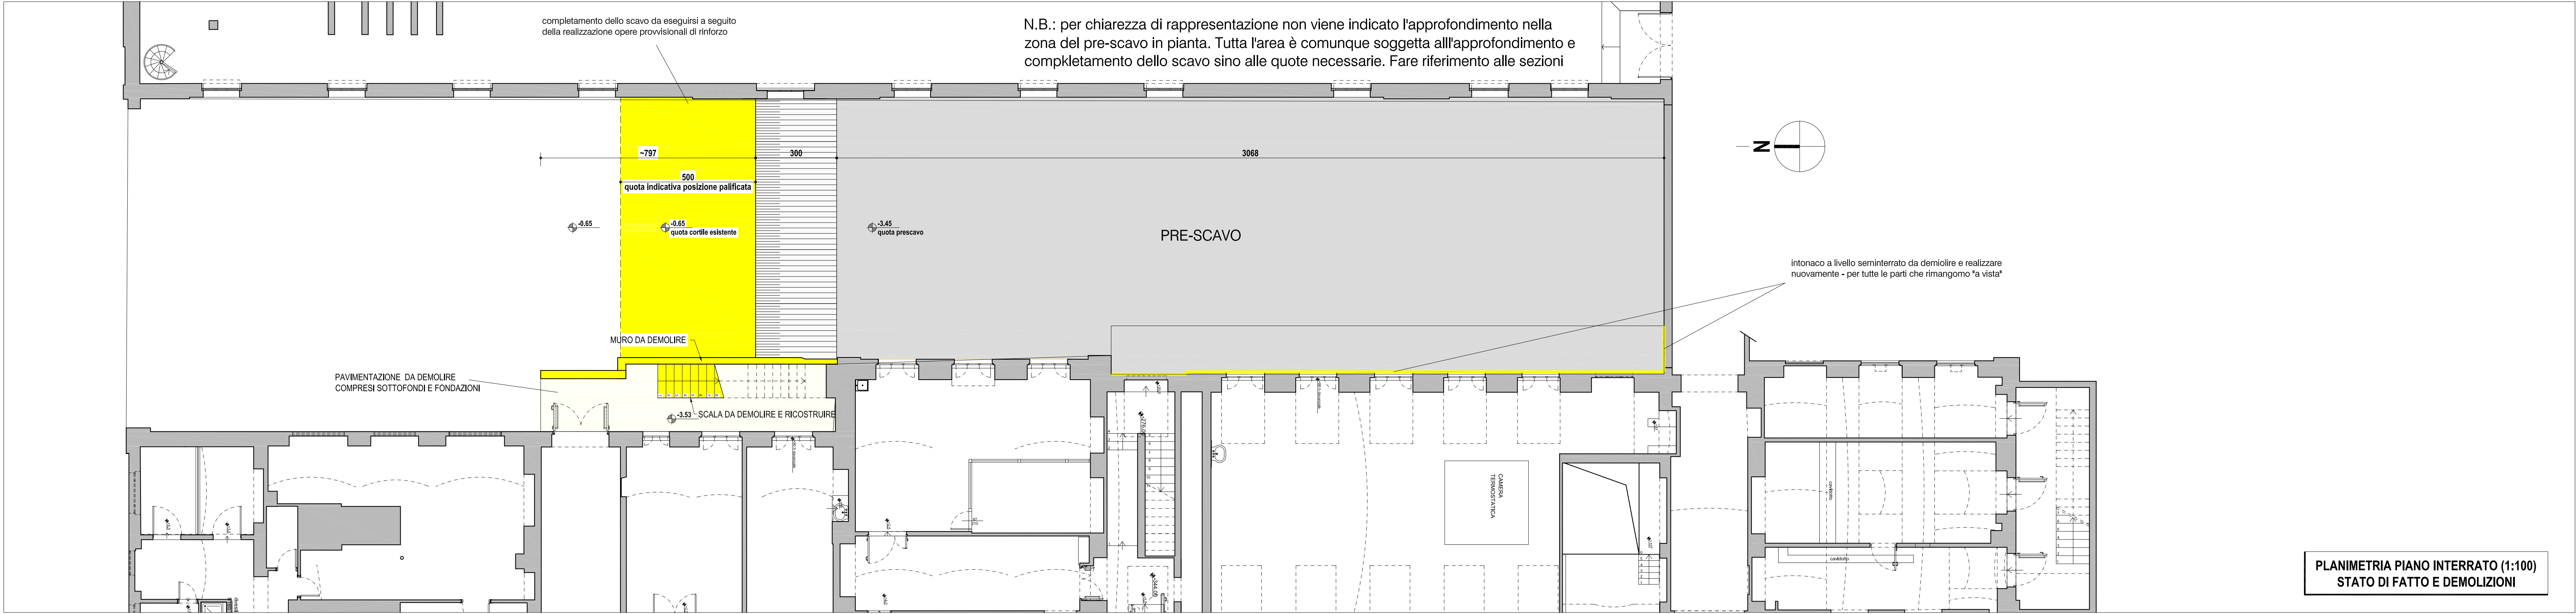 completamento dello scavo da eseguirsi a seguito
della realizzazione opere provvisionali di rinforzo
N.B.: per chiarezza di rappresentazione non viene indicato l'approfondimento nella
zona del pre-scavo in pianta. Tutta l'area è comunque soggetta alll'approfondimento e
compkletamento dello scavo sino alle quote necessarie. Fare riferimento alle sezioni
~797
300
3068
N
500
quota indicativa posizione palificata
-0.65
-0.65
quota cortile esistente
-3.45
quota prescavo
PRE-SCAVO
intonaco a livello seminterrato da demiolire e realizzare
nuovamente - per tutte le parti che rimangomo "a vista"
MURO DA DEMOLIRE
PAVIMENTAZIONE DA DEMOLIRE
COMPRESI SOTTOFONDI E FONDAZIONI
SCALA DA DEMOLIRE E RICOSTRUIRE
-3.53
CAMERA
TERMOSTATICA
cavidotto
cavidotto
PLANIMETRIA PIANO INTERRATO (1:100)
STATO DI FATTO E DEMOLIZIONI